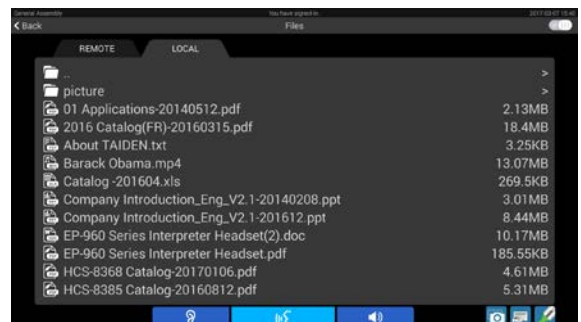 General Assembly You have signed in 2017-03-07 15:40
< Back Files
REMOTE LOCAL
.. >
picture >
01 Applications-20140512.pdf 2.13MB
2016 Catalog(FR)-20160315.pdf 18.4MB
About TAIDEN.txt 3.25KB
Barack Obama.mp4 13.07MB
Catalog -201604.xls 269.5KB
Company Introduction_Eng_V2.1-20140208.ppt 3.01MB
Company Introduction_Eng_V2.1-201612.ppt 8.44MB
EP-960 Series Interpreter Headset(2).doc 10.17MB
EP-960 Series Interpreter Headset.pdf 185.55KB
HCS-8368 Catalog-20170106.pdf 4.61MB
HCS-8385 Catalog-20160812.pdf 5.31MB